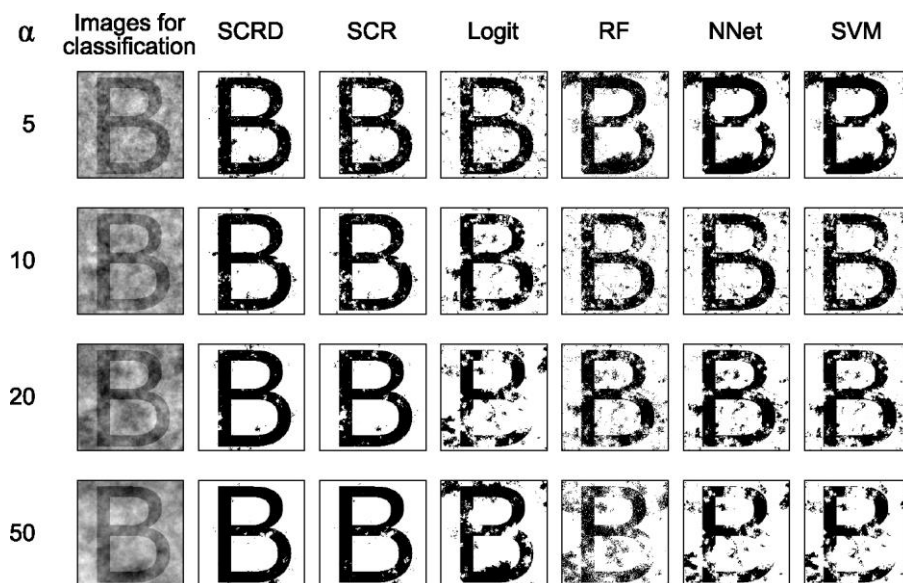 α Images for classification SCRD SCR Logit RF NNet SVM
5 B B B B B B B
10 B B B B B B B
20 B B B B B B B
50 B B B B B B B